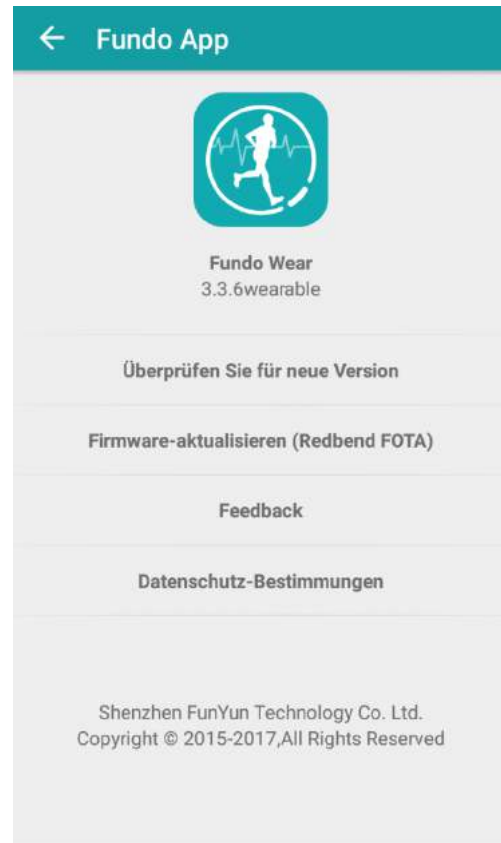 Fundo App
Fundo Wear
3.3.6wearable
Überprüfen Sie für neue Version
Firmware-aktualisieren (Redbend FOTA)
Feedback
Datenschutz-Bestimmungen
Shenzhen FunYun Technology Co. Ltd.
Copyright © 2015-2017,All Rights Reserved